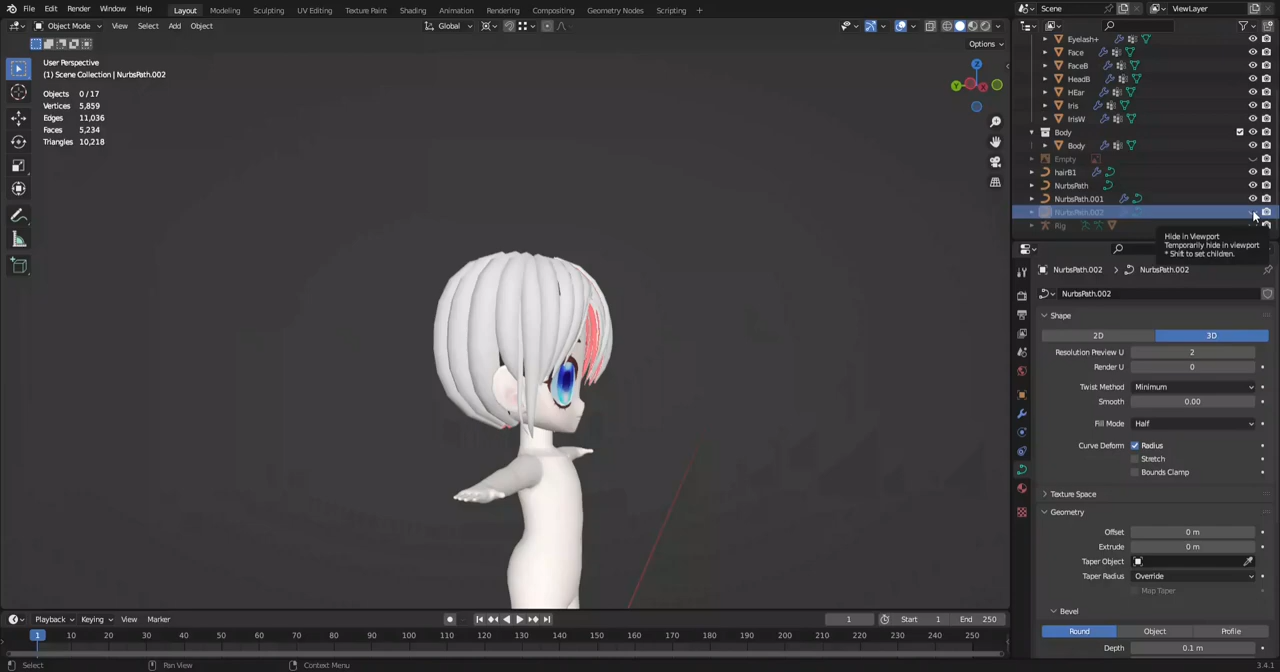 File Edit Render Window Help Layout Modeling Sculpting UV Editing Texture Paint Shading Animation Rendering Compositing Geometry Nodes Scripting + Scene ViewLayer
Object Mode View Select Add Object Global
Options
User Perspective
(1) Scene Collection | NurbsPath.002
Objects 0 / 17
Vertices 5,859
Edges 11,036
Faces 5,234
Triangles 10,218
Z
Y
X
Eyelash+
Face
FaceB
HeadB
HEar
Iris
IrisW
Body
Body
Empty
hairB1
NurbsPath
NurbsPath.001
NurbsPath.002
Rig
Hide in Viewport
Temporarily hide in viewport
* Shift to set children.
NurbsPath.002 > NurbsPath.002
NurbsPath.002
Shape
2D 3D
Resolution Preview U 2
Render U 0
Twist Method Minimum
Smooth 0.00
Fill Mode Half
Curve Deform Radius
Stretch
Bounds Clamp
Texture Space
Geometry
Offset 0 m
Extrude 0 m
Taper Object
Taper Radius Override
Map Taper
Bevel
Round Object Profile
Depth 0.1 m
Playback Keying View Marker 1 Start 1 End 250
1 10 20 30 40 50 60 70 80 90 100 110 120 130 140 150 160 170 180 190 200 210 220 230 240 250
Select Pan View Context Menu 3.4.1